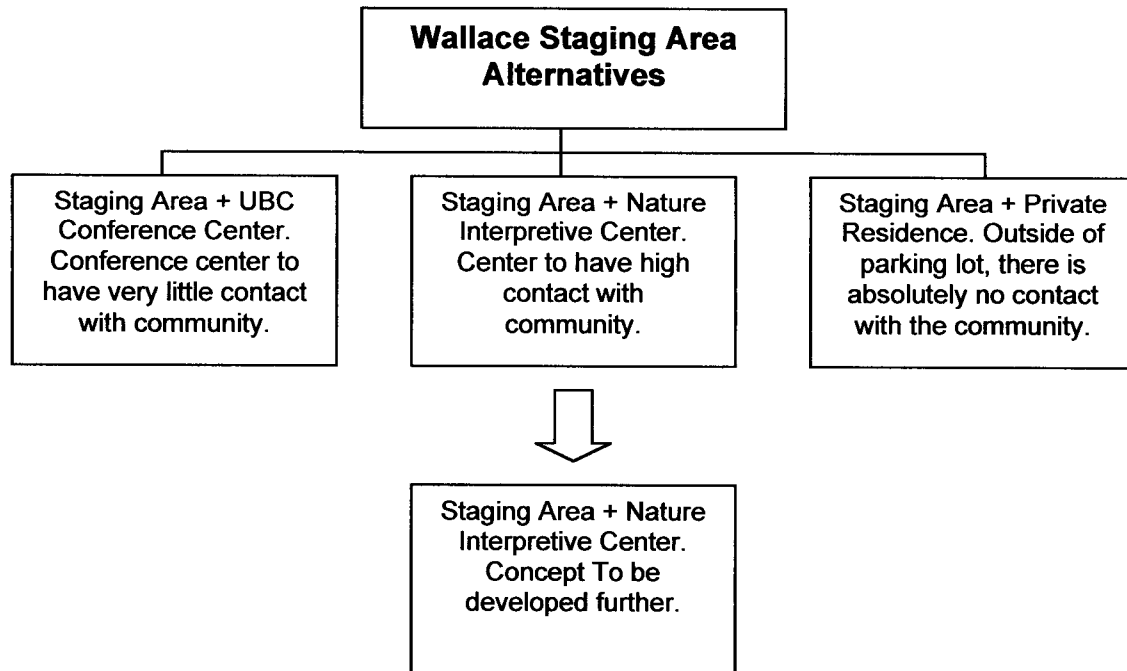 Wallace Staging Area
Alternatives
Staging Area + UBC
Conference Center.
Conference center to
have very little contact
with community.
Staging Area + Nature
Interpretive Center.
Center to have high
contact with
community.
Staging Area + Private
Residence. Outside of
parking lot, there is
absolutely no contact
with the community.
Staging Area + Nature
Interpretive Center.
Concept To be
developed further.